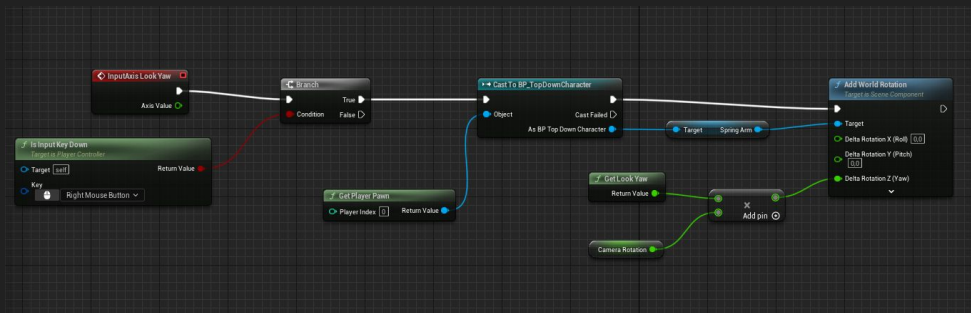 InputAxis Look Yaw
Axis Value
Is Input Key Down
Target is Player Controller
Target self
Return Value
Key
Right Mouse Button
Branch
True
Condition
False
Get Player Pawn
Player Index 0
Return Value
Cast To BP_TopDownCharacter
Object
Cast Failed
As BP Top Down Character
Target Spring Arm
Get Look Yaw
Return Value
Camera Rotation
Add pin
Add World Rotation
Target is Scene Component
Target
Delta Rotation X (Roll) 0,0
Delta Rotation Y (Pitch)
0,0
Delta Rotation Z (Yaw)